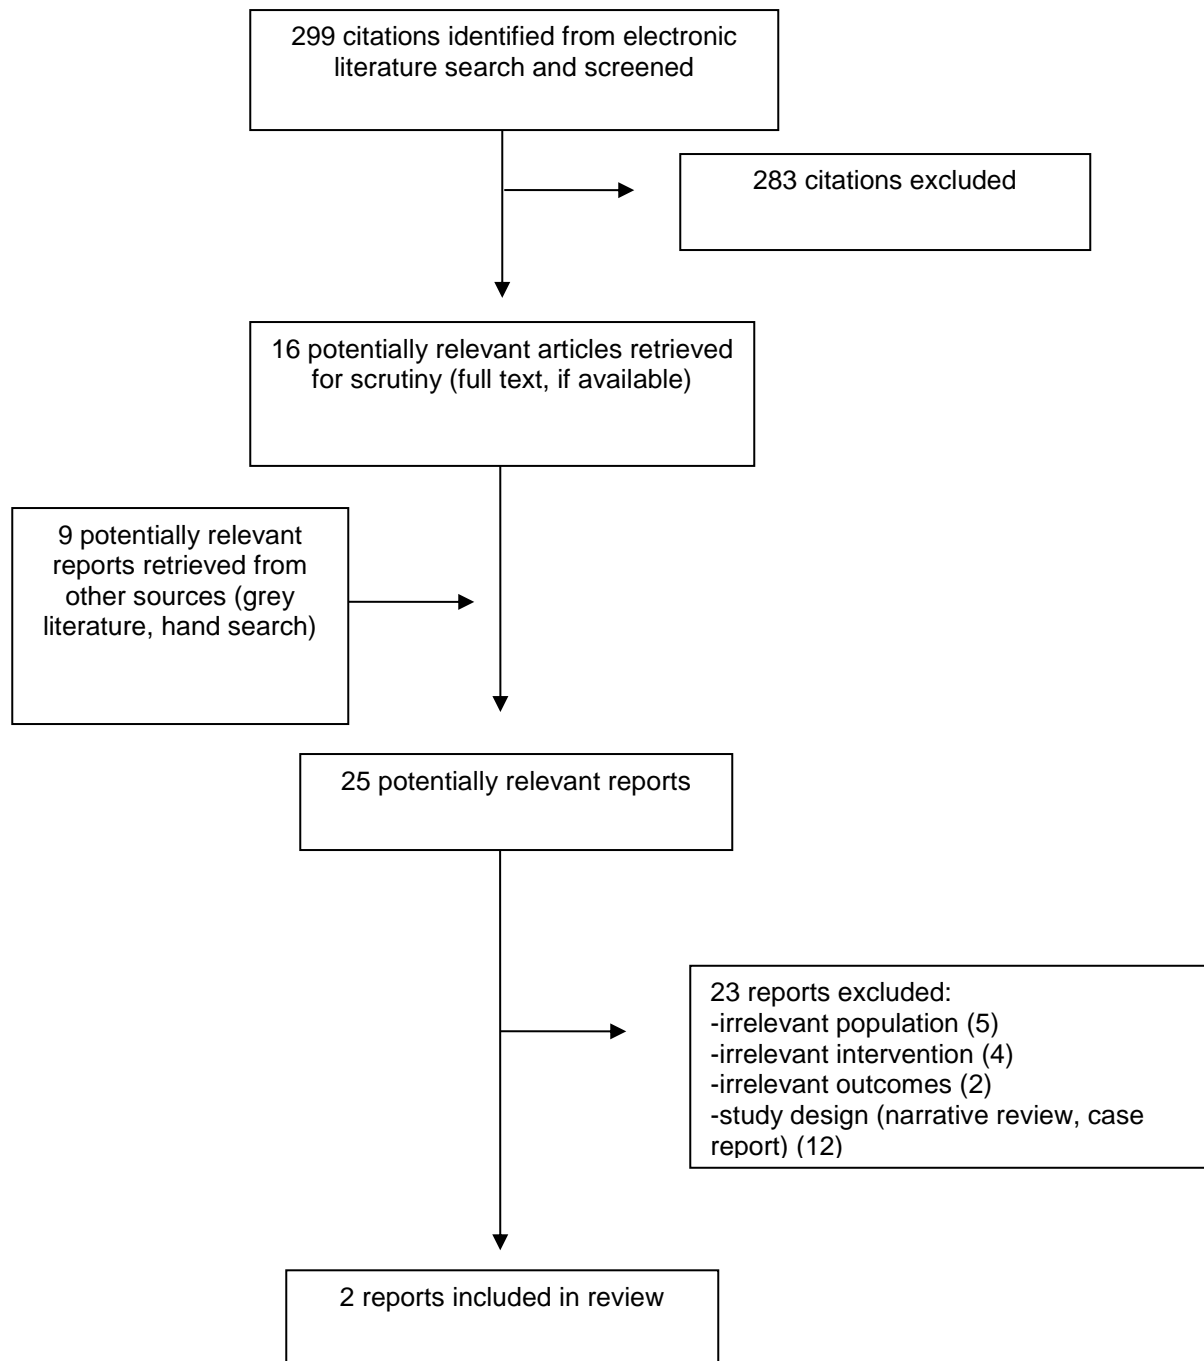 299 citations identified from electronic
literature search and screened
283 citations excluded
16 potentially relevant articles retrieved
for scrutiny (full text, if available)
9 potentially relevant
reports retrieved from
other sources (grey
literature, hand search)
25 potentially relevant reports
23 reports excluded:
-irrelevant population (5)
-irrelevant intervention (4)
-irrelevant outcomes (2)
-study design (narrative review, case
report) (12)
2 reports included in review